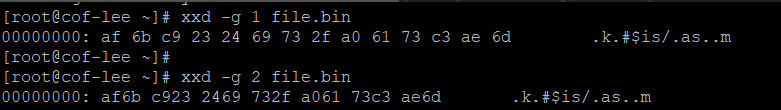 [root@cof-lee ~]# xxd -g 1 file.bin
00000000: af 6b c9 23 24 69 73 2f a0 61 73 c3 ae 6d        .k.#$is/.as..m
[root@cof-lee ~]#
[root@cof-lee ~]# xxd -g 2 file.bin
00000000: af6b c923 2469 732f a061 73c3 ae6d       .k.#$is/.as..m